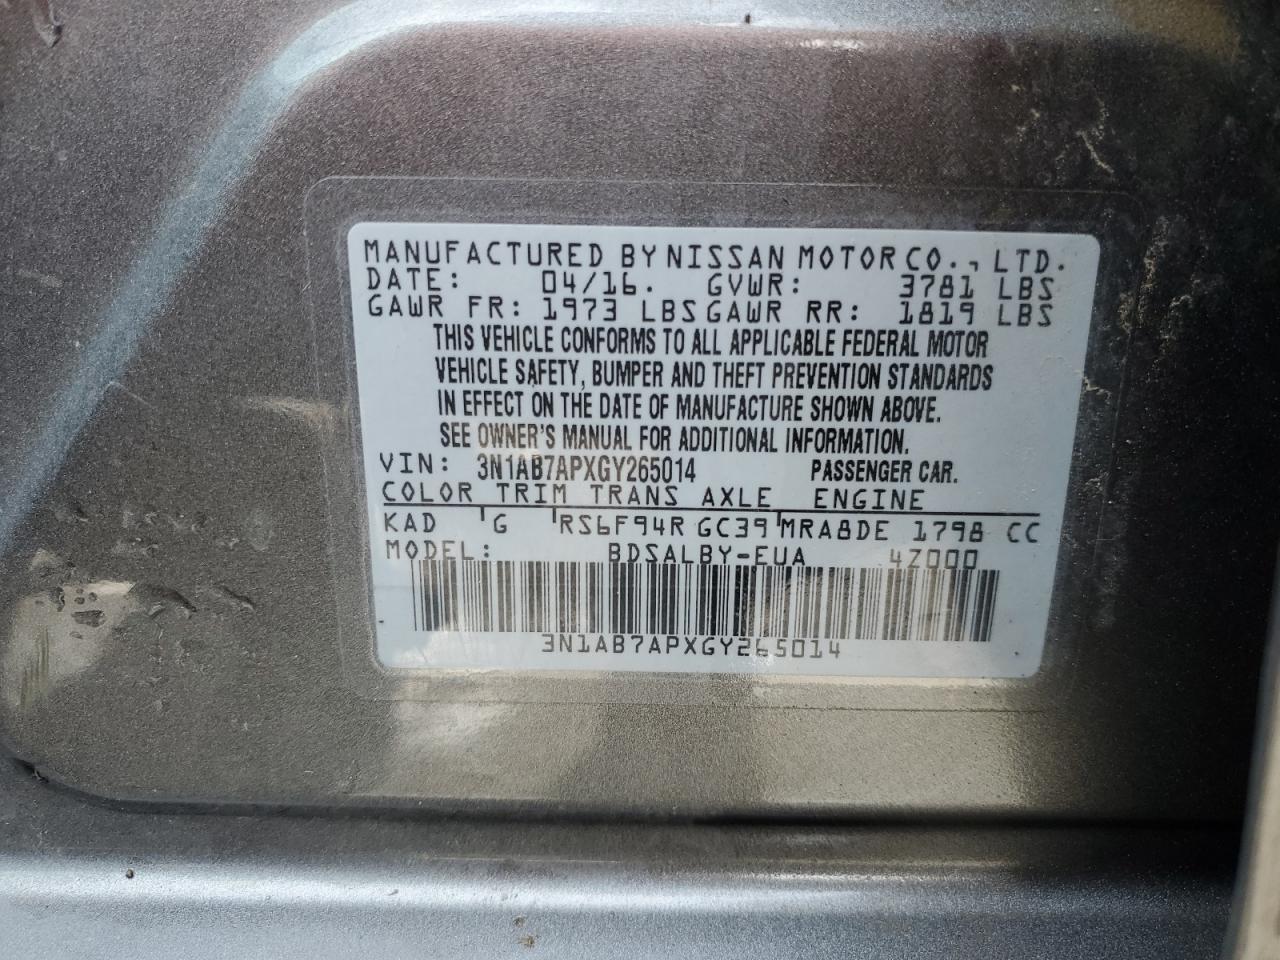 MANUFACTURED BY NISSAN MOTOR CO., LTD.
DATE: 04/16. GVWR: 3781 LBS
GAWR FR: 1973 LBS GAWR RR: 1819 LBS
THIS VEHICLE CONFORMS TO ALL APPLICABLE FEDERAL MOTOR
VEHICLE SAFETY, BUMPER AND THEFT PREVENTION STANDARDS
IN EFFECT ON THE DATE OF MANUFACTURE SHOWN ABOVE.
SEE OWNER'S MANUAL FOR ADDITIONAL INFORMATION.
VIN: 3N1AB7APXGY265014 PASSENGER CAR.
COLOR TRIM TRANS AXLE ENGINE
KAD G RS6F94R GC39 MRA8DE 1798 CC
MODEL: BDSALBY-EUA 4Z000
3N1AB7APXGY265014